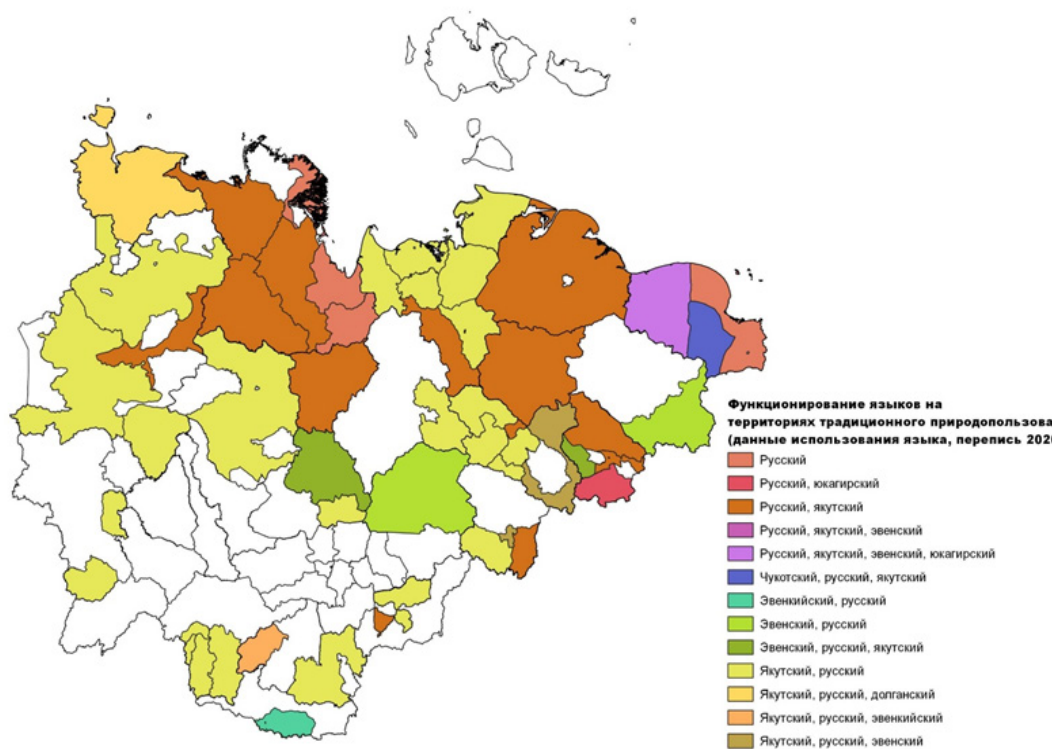 Функционирование языков на
территориях традиционного природопользова
(данные использования языка, перепись 202
Русский
Русский, юкагирский
Русский, якутский
Русский, якутский, эвенский
Русский, якутский, эвенский, юкагирский
Чукотский, русский, якутский
Эвенкийский, русский
Эвенский, русский
Эвенский, русский, якутский
Якутский, русский
Якутский, русский, долганский
Якутский, русский, эвенкийский
Якутский, русский, эвенский